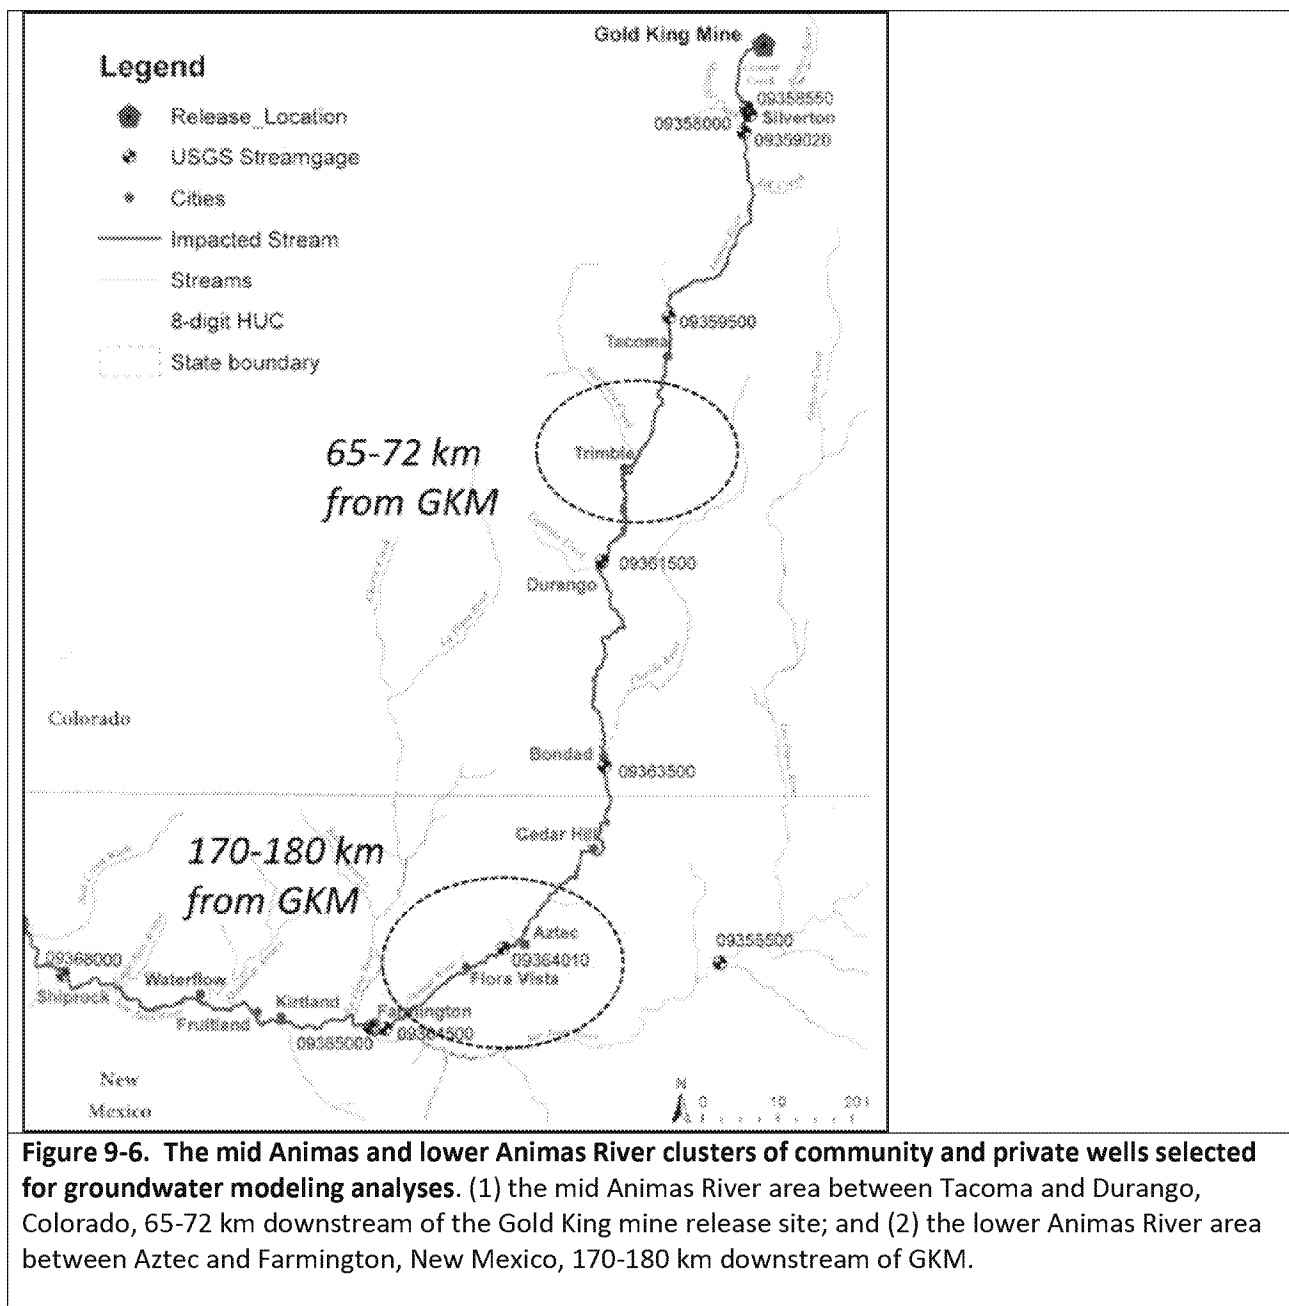 Gold King Mine
Legend
Release_Location
USGS Streamgage
Cities
Impacted Stream
Streams
8-digit HUC
State boundary
09358550
09358000
Silverton
09359020
09359500
Tacoma
65-72 km
from GKM
Trimble
09361500
Durango
Colorado
Bondad
09363500
Cedar Hill
170-180 km
from GKM
Aztec
09364010
Flora Vista
09358500
09368000
Shiprock
Waterflow
Fruitland
Kirtland
Farmington
09364500
09365000
New
Mexico
N
0 10 20
Figure 9-6. The mid Animas and lower Animas River clusters of community and private wells selected
for groundwater modeling analyses. (1) the mid Animas River area between Tacoma and Durango,
Colorado, 65-72 km downstream of the Gold King mine release site; and (2) the lower Animas River area
between Aztec and Farmington, New Mexico, 170-180 km downstream of GKM.